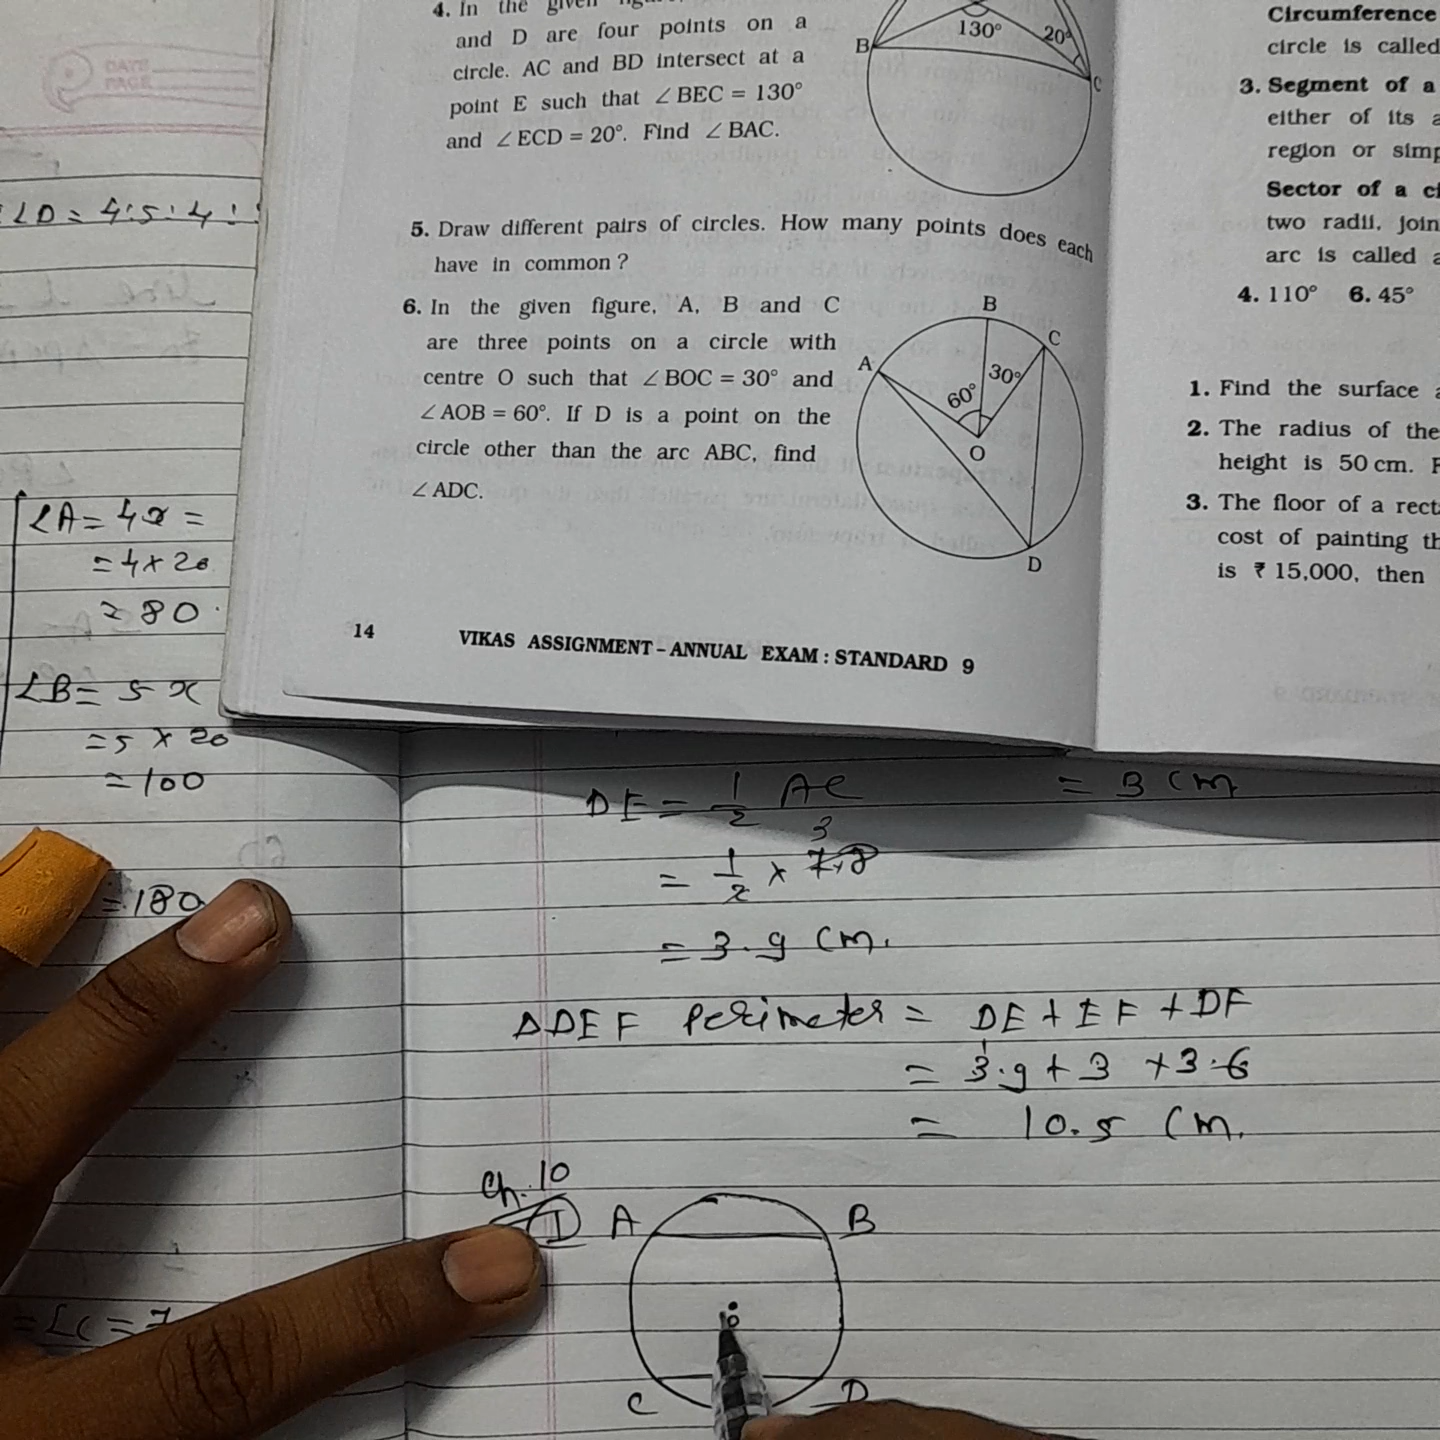 4. In the given
and D are four points on a
circle. AC and BD intersect at a
point E such that ∠BEC = 130°
and ∠ECD = 20°. Find ∠BAC.
130°
20°
B
C
5. Draw different pairs of circles. How many points does each
have in common ?
6. In the given figure, A, B and C
are three points on a circle with
centre O such that ∠BOC = 30° and
∠AOB = 60°. If D is a point on the
circle other than the arc ABC, find
∠ADC.
B
C
A
30°
60°
O
D
14 VIKAS ASSIGNMENT – ANNUAL EXAM : STANDARD 9
Circumference
circle is called
3. Segment of a
either of its
region or
Sector of a
two radii, join
arc is called
4. 110° 6. 45°
1. Find the surface
2. The radius of the
height is 50 cm.
3. The floor of a
cost of painting
is ₹ 15,000, then
DATE
PAGE
∠D = 4:5:4:
∠A = 4x =
= 4 x 20
= 80
∠B = 5x
= 5 x 20
= 100
= 180
= ∠C = 7
DE = 1/2 AC
= 3 cm
3
= 1/2 x 7.8
= 3.9 cm.
ΔDEF Perimeter = DE + EF + DF
= 3.9 + 3 + 3.6
= 10.5 cm.
Ch. 10
I
A B
O
C D